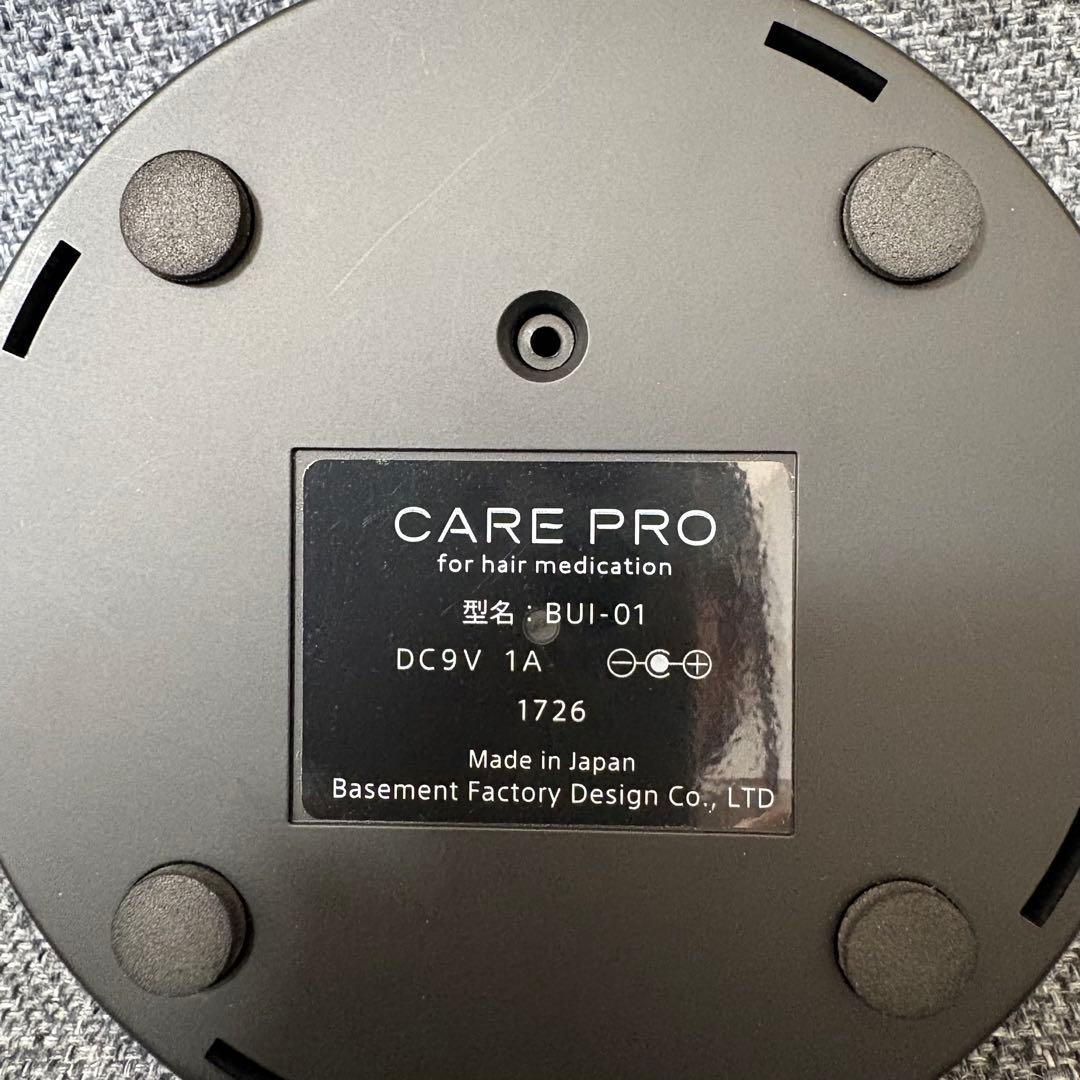 CARE PRO
for hair medication
型名：BUI-01
DC9V 1A
1726
Made in Japan
Basement Factory Design Co., LTD